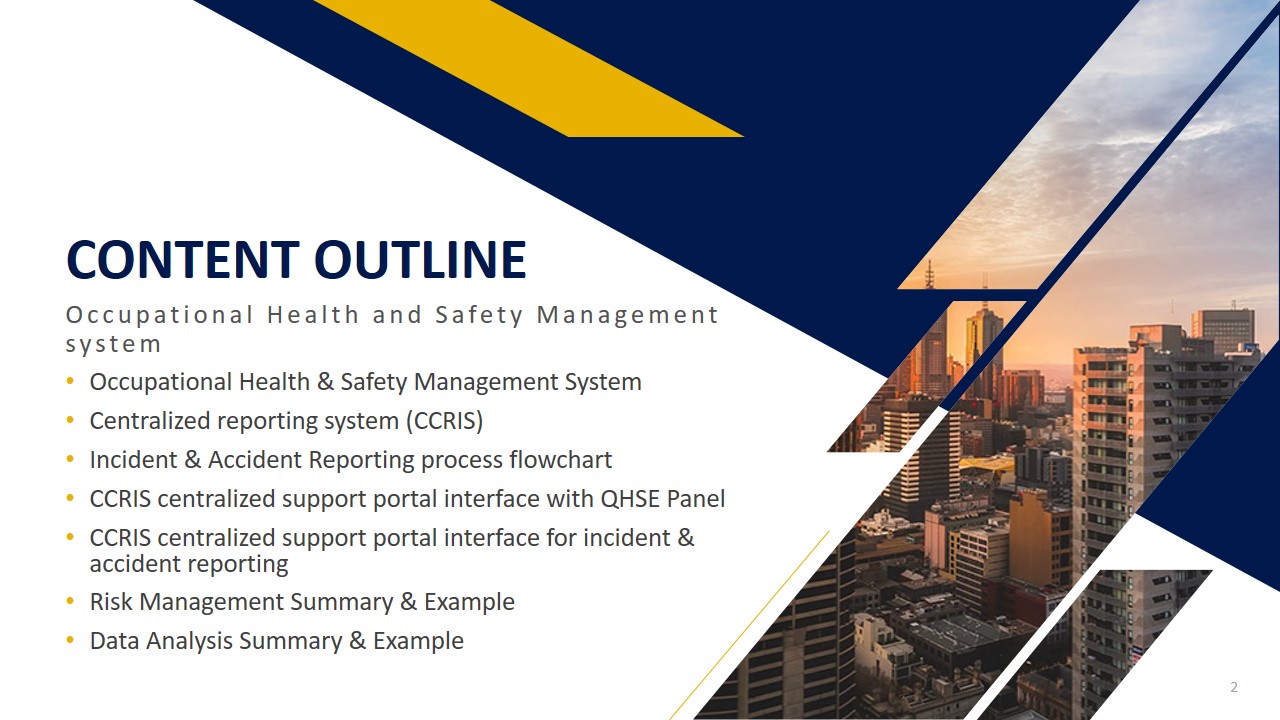 CONTENT OUTLINE
Occupational Health and Safety Management
system
• Occupational Health & Safety Management System
• Centralized reporting system (CCRIS)
• Incident & Accident Reporting process flowchart
• CCRIS centralized support portal interface with QHSE Panel
• CCRIS centralized support portal interface for incident &
accident reporting
• Risk Management Summary & Example
• Data Analysis Summary & Example
2